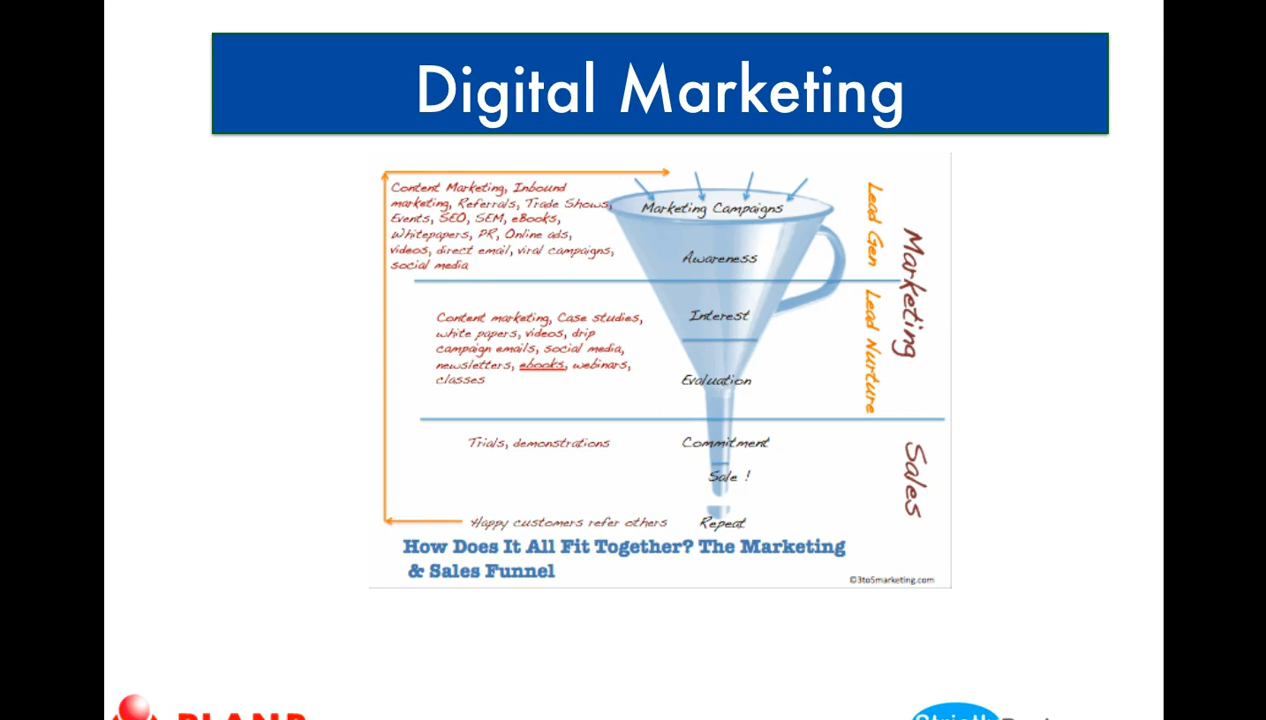 Digital Marketing
Content Marketing, Inbound
marketing, Referrals, Trade Shows,
Events, SEO, SEM, eBooks,
Whitepapers, PR, Online ads,
videos, direct email, viral campaigns,
social media
Marketing Campaigns
Awareness
Lead Gen
Marketing
Content marketing, Case studies,
white papers, videos, drip
campaign emails, social media,
newsletters, ebooks, webinars,
classes
Interest
Evaluation
Lead Nurture
Trials, demonstrations
Commitment
Sale !
Sales
Happy customers refer others
Repeat
How Does It All Fit Together? The Marketing
& Sales Funnel
©3to5marketing.com